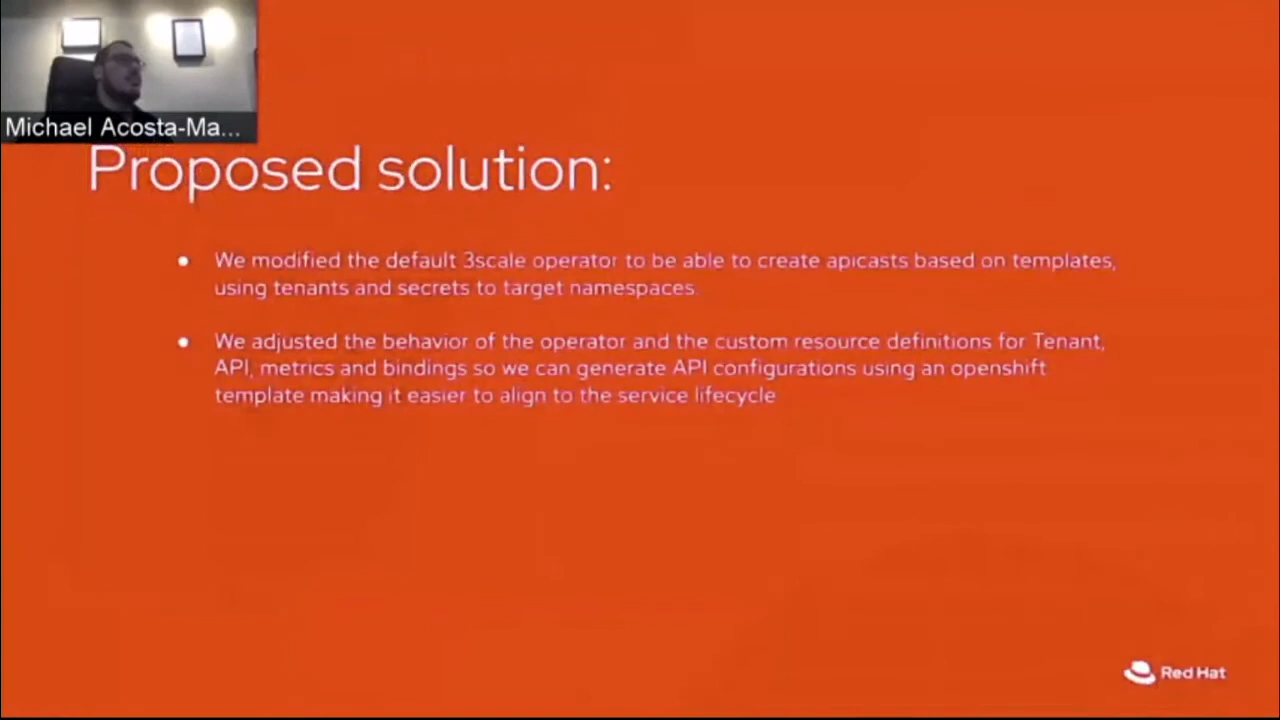 Michael Acosta-Ma...
Proposed solution:
● We modified the default 3scale operator to be able to create apicasts based on templates,
using tenants and secrets to target namespaces.
● We adjusted the behavior of the operator and the custom resource definitions for Tenant,
API, metrics and bindings so we can generate API configurations using an openshift
template making it easier to align to the service lifecycle
Red Hat